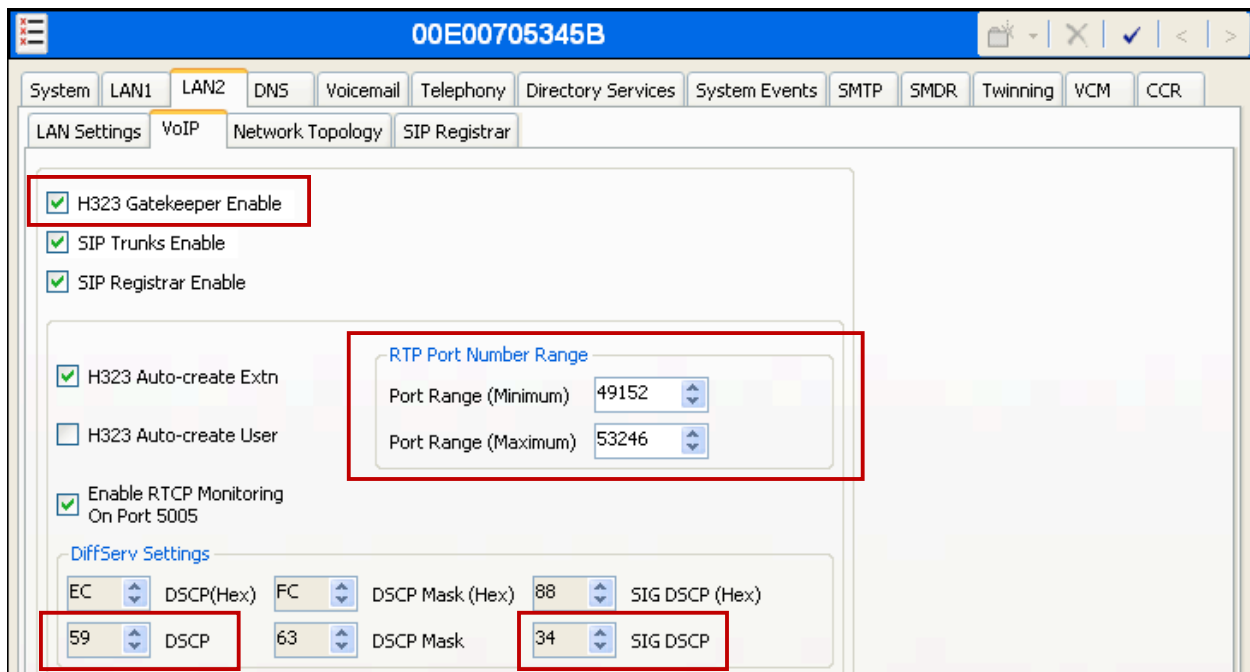 00E00705345B
System LAN1 LAN2 DNS Voicemail Telephony Directory Services System Events SMTP SMDR Twinning VCM CCR
LAN Settings VoIP Network Topology SIP Registrar
H323 Gatekeeper Enable
SIP Trunks Enable
SIP Registrar Enable
RTP Port Number Range
H323 Auto-create Extn
Port Range (Minimum) 49152
H323 Auto-create User
Port Range (Maximum) 53246
Enable RTCP Monitoring
On Port 5005
DiffServ Settings
EC DSCP(Hex) FC DSCP Mask (Hex) 88 SIG DSCP (Hex)
59 DSCP 63 DSCP Mask 34 SIG DSCP